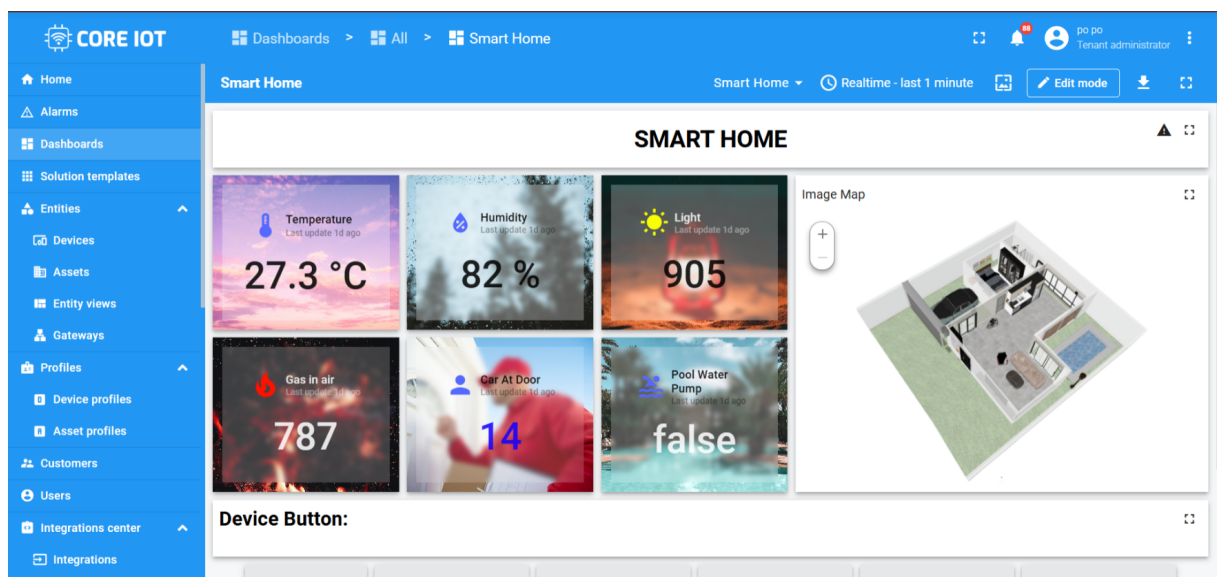 CORE IOT
Dashboards > All > Smart Home
88
po po
Tenant administrator
Home
Alarms
Dashboards
Solution templates
Entities
Devices
Assets
Entity views
Gateways
Profiles
Device profiles
Asset profiles
Customers
Users
Integrations center
Integrations
Smart Home
Smart Home
Realtime - last 1 minute
Edit mode
SMART HOME
Temperature
Last update 1d ago
27.3 °C
Humidity
Last update 1d ago
82 %
Light
Last update 1d ago
905
Image Map
+
−
Gas in air
Last update 1d ago
787
Car At Door
Last update 1d ago
14
Pool Water
Pump
Last update 1d ago
false
Device Button: